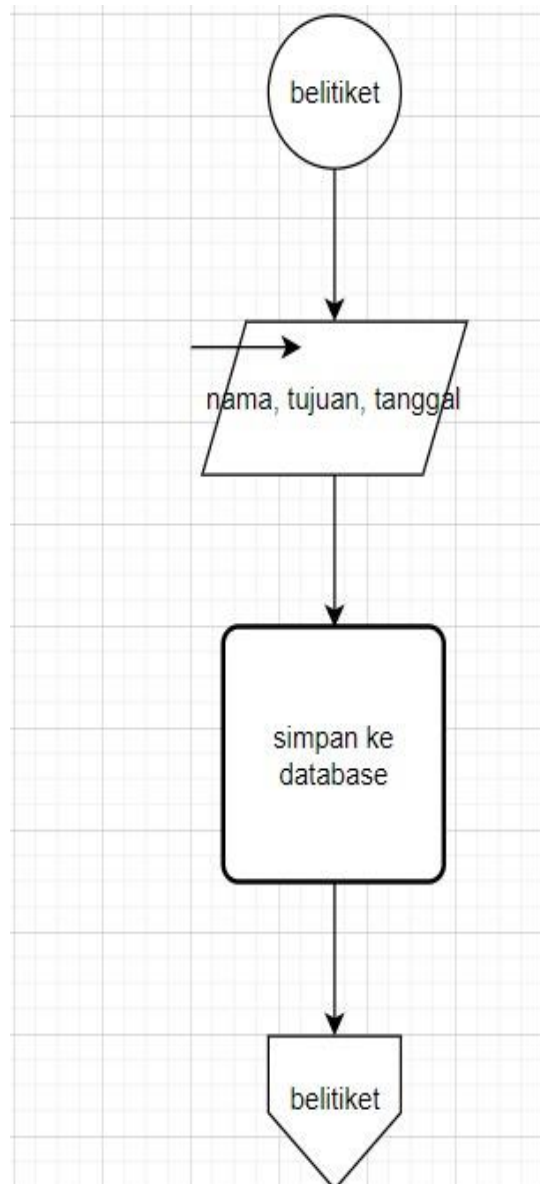 belitiket
nama, tujuan, tanggal
simpan ke
database
belitiket